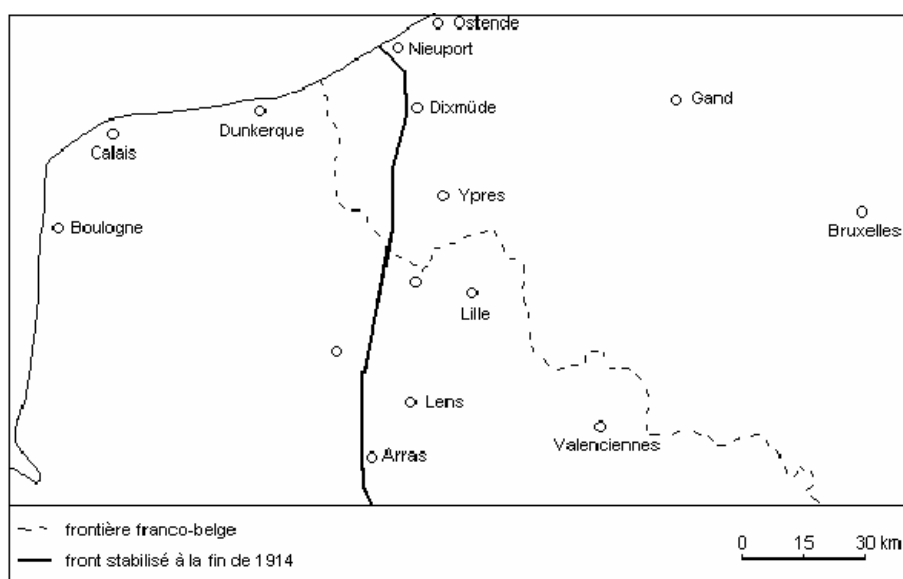 Ostende
Nieuport
Gand
Dixmüde
Dunkerque
Calais
Ypres
Bruxelles
Boulogne
Lille
Lens
Valenciennes
Arras
frontière franco-belge
front stabilisé à la fin de 1914
0 15 30 km